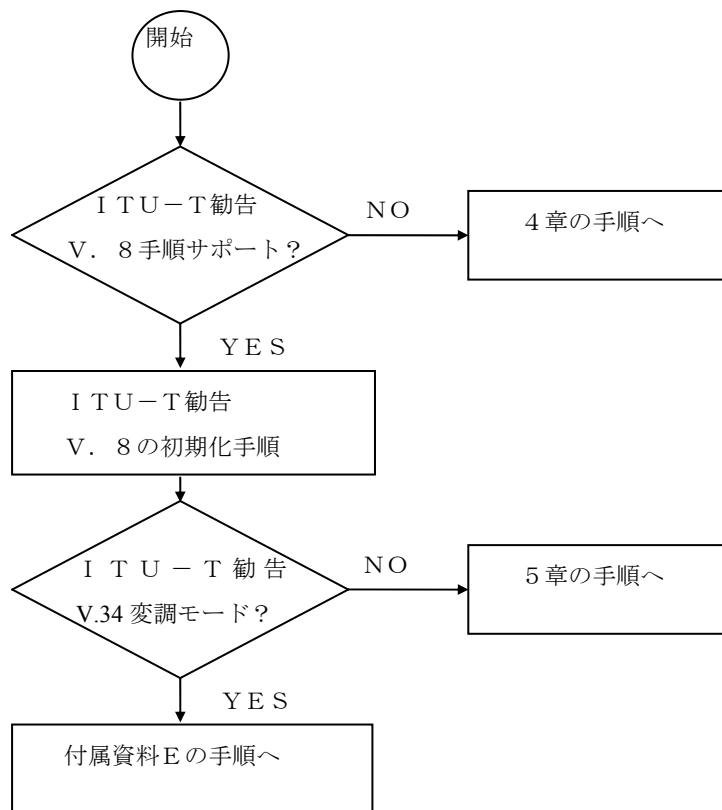 開始
ＩＴＵ－Ｔ勧告
Ｖ．８手順サポート？
ＮＯ
４章の手順へ
ＹＥＳ
ＩＴＵ－Ｔ勧告
Ｖ．８の初期化手順
ＩＴＵ－Ｔ勧告
V.34 変調モード？
ＮＯ
５章の手順へ
ＹＥＳ
付属資料Ｅの手順へ